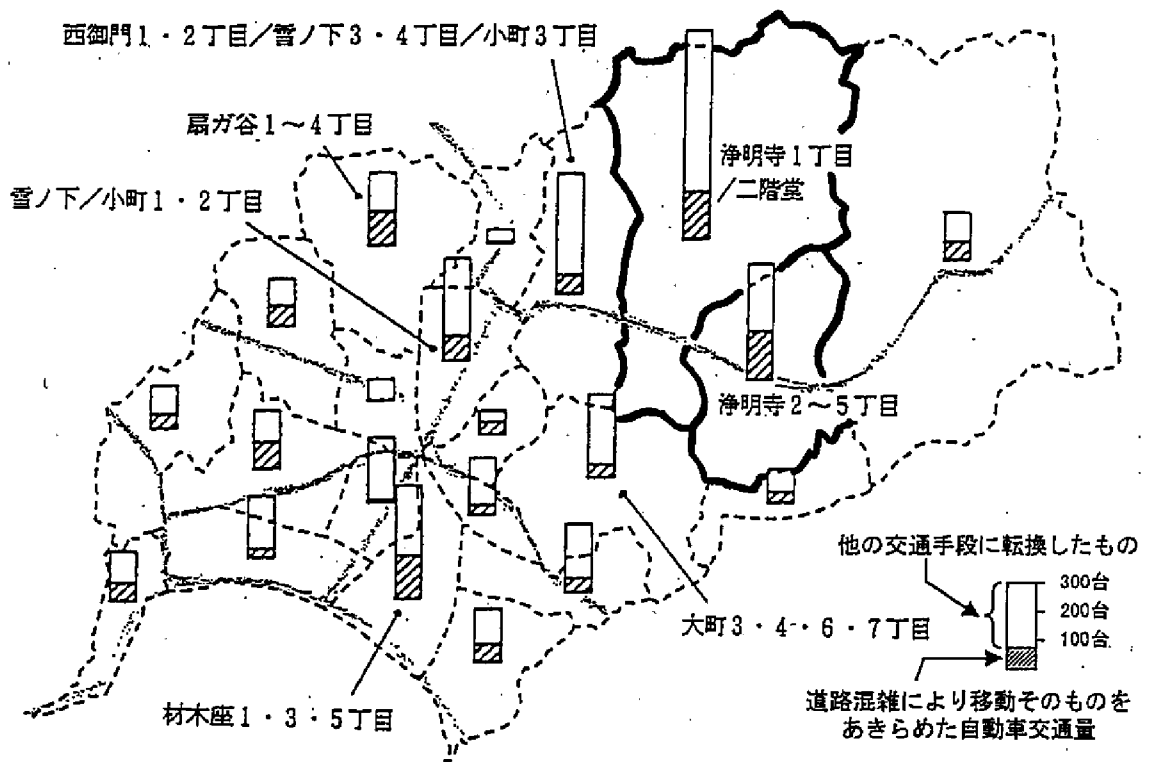 西御門1・2丁目/雪ノ下3・4丁目/小町3丁目
扇ガ谷1～4丁目
雪ノ下/小町1・2丁目
浄明寺1丁目
/二階堂
浄明寺2～5丁目
大町3・4・6・7丁目
材木座1・3・5丁目
他の交通手段に転換したもの
300台
200台
100台
道路混雑により移動そのものを
あきらめた自動車交通量